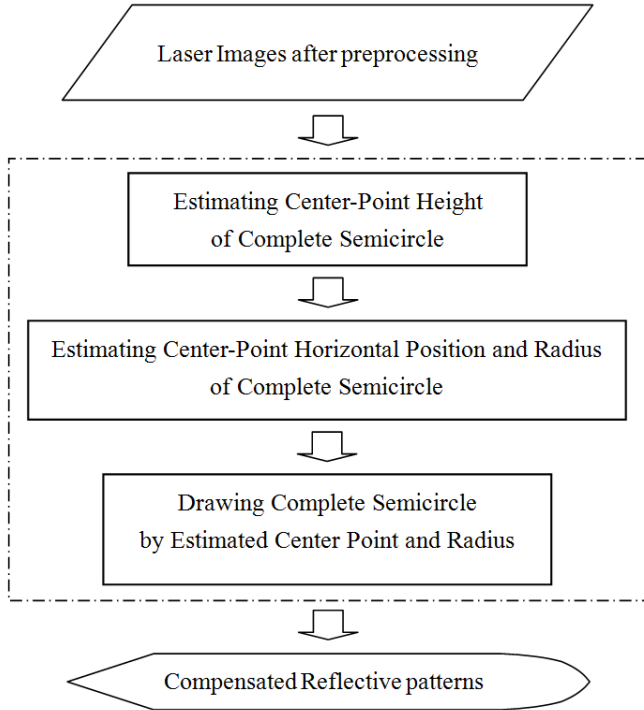 Laser Images after preprocessing
Estimating Center-Point Height
of Complete Semicircle
Estimating Center-Point Horizontal Position and Radius
of Complete Semicircle
Drawing Complete Semicircle
by Estimated Center Point and Radius
Compensated Reflective patterns